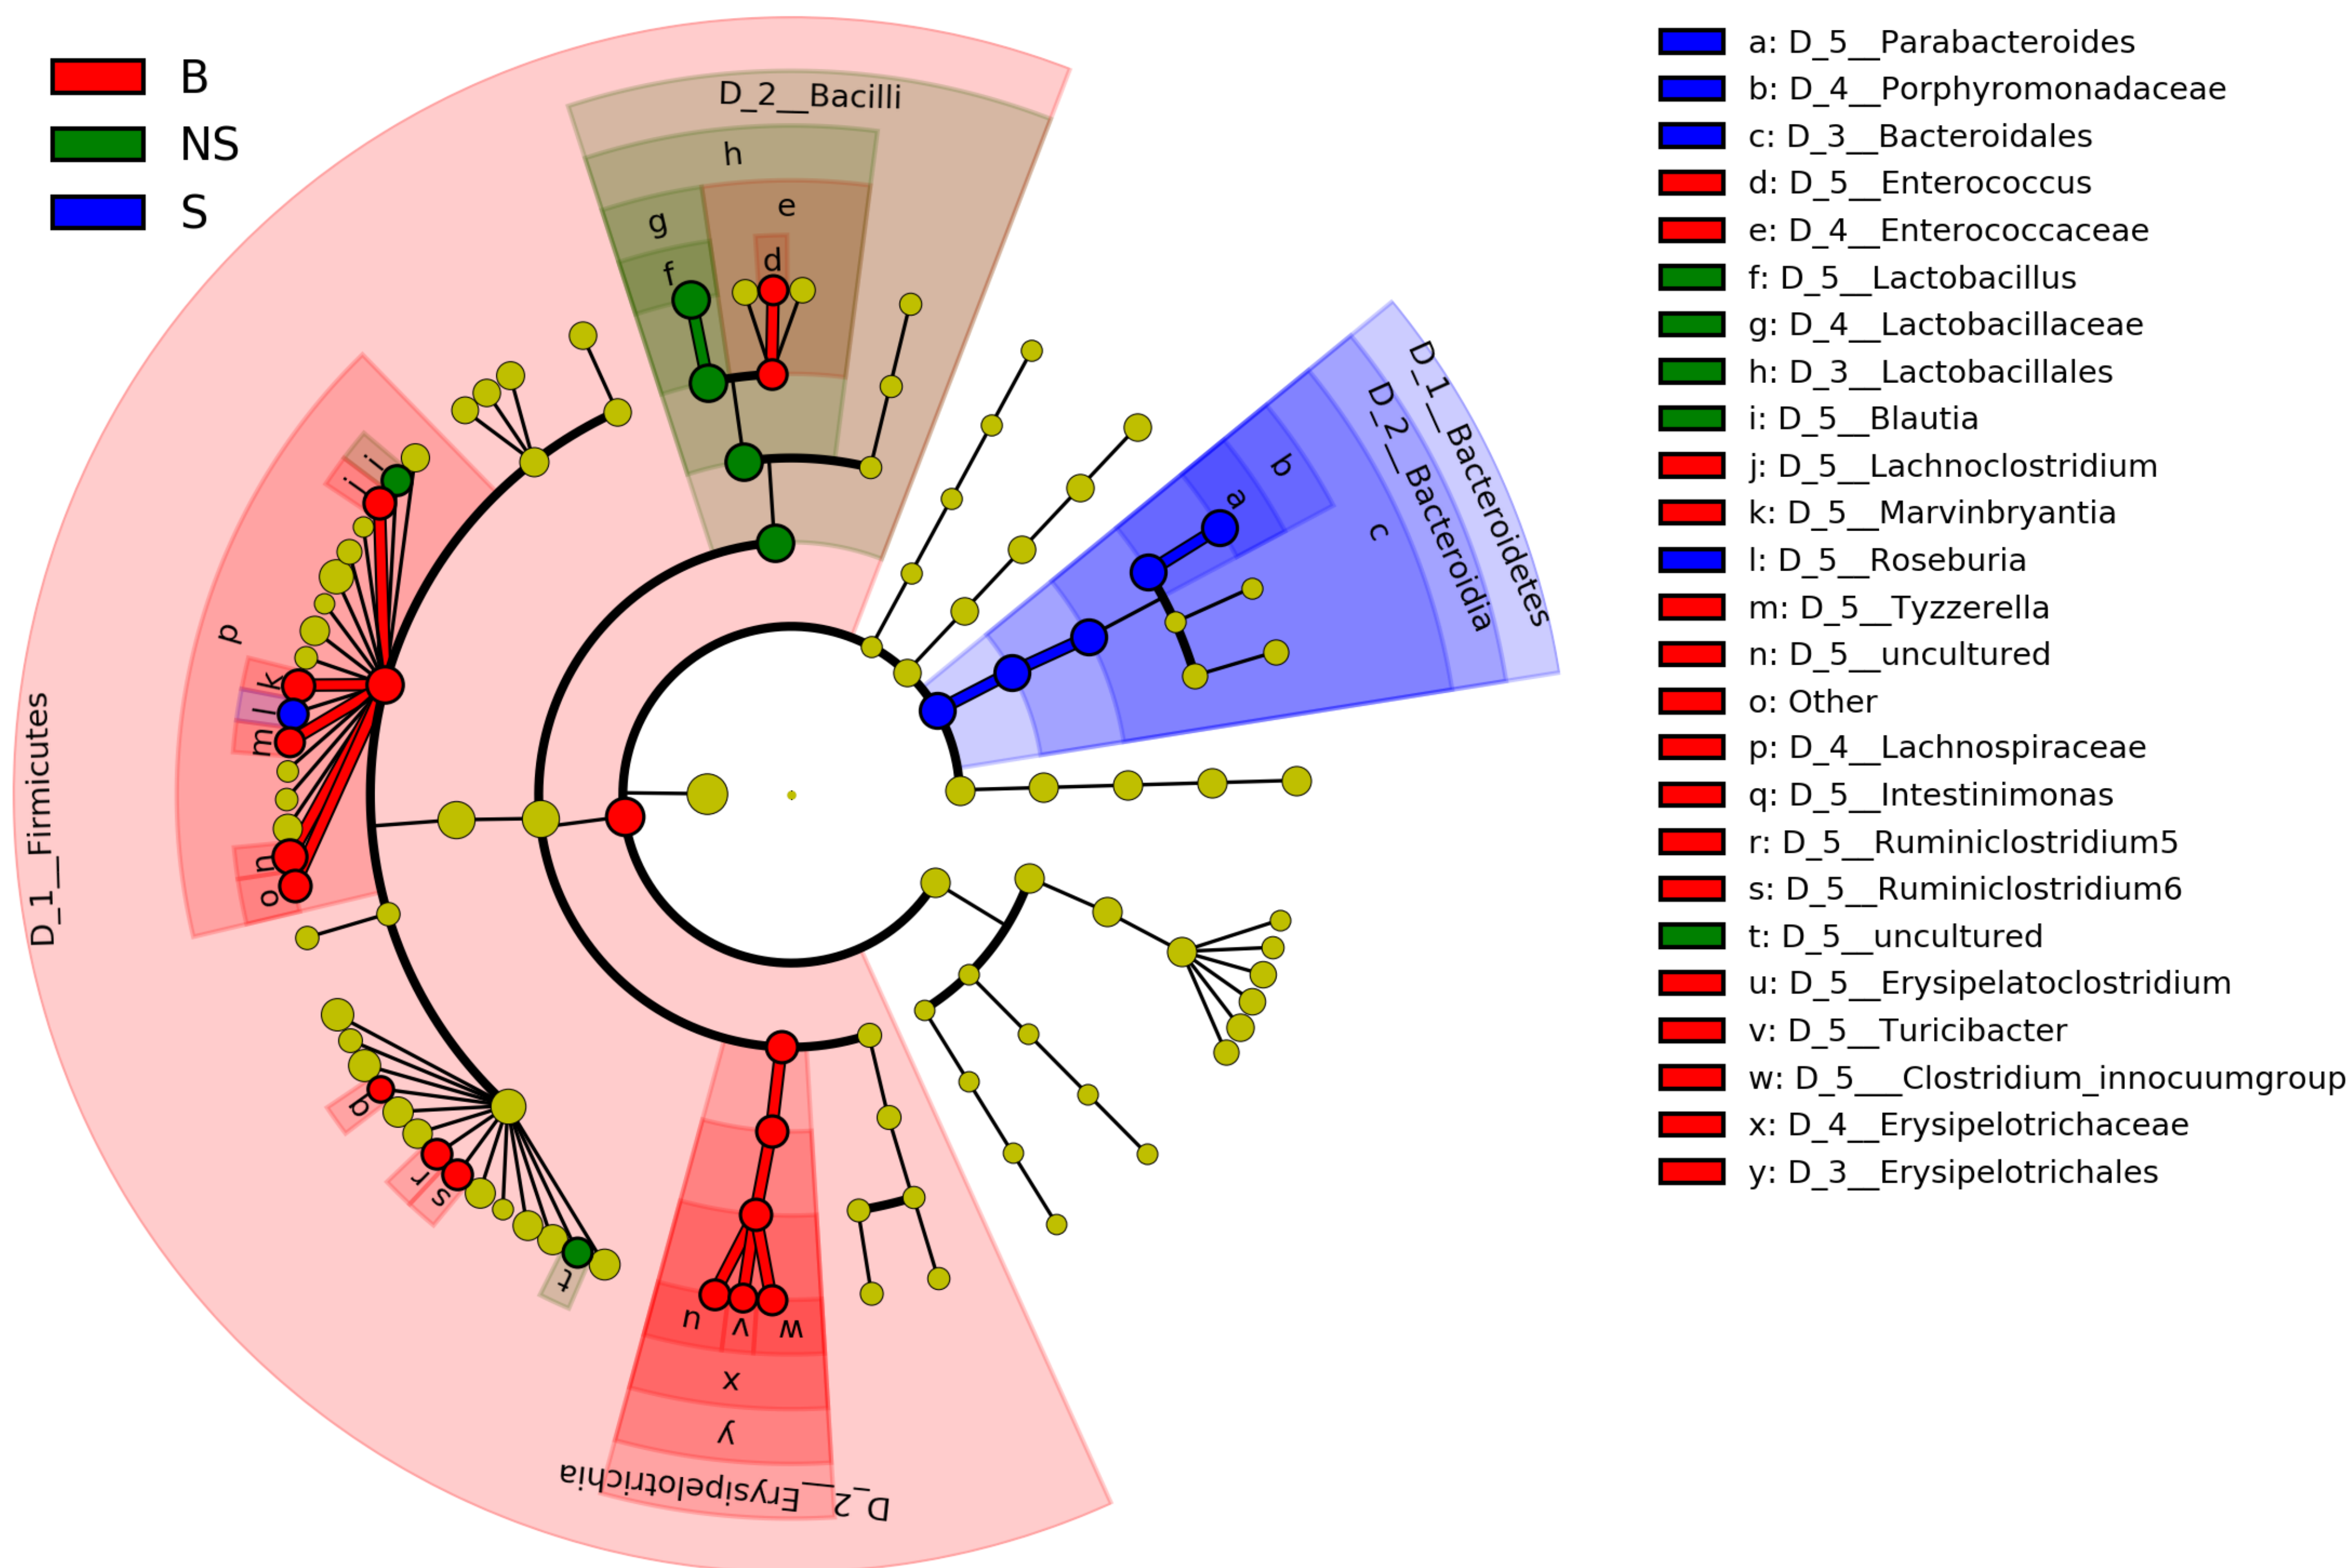 B
NS
S
D_2__Bacilli
h
g
e
f
d
D_1__Bacteroidetes
D_2__Bacteroidia
b
a
c
i
j
p
k
l
m
n
o
D_1__Firmicutes
q
r
s
t
u
v
w
x
y
D_2__Erysipelotrichia
a: D_5__Parabacteroides
b: D_4__Porphyromonadaceae
c: D_3__Bacteroidales
d: D_5__Enterococcus
e: D_4__Enterococcaceae
f: D_5__Lactobacillus
g: D_4__Lactobacillaceae
h: D_3__Lactobacillales
i: D_5__Blautia
j: D_5__Lachnoclostridium
k: D_5__Marvinbryantia
l: D_5__Roseburia
m: D_5__Tyzzerella
n: D_5__uncultured
o: Other
p: D_4__Lachnospiraceae
q: D_5__Intestinimonas
r: D_5__Ruminiclostridium5
s: D_5__Ruminiclostridium6
t: D_5__uncultured
u: D_5__Erysipelatoclostridium
v: D_5__Turicibacter
w: D_5___Clostridium_innocuumgroup
x: D_4__Erysipelotrichaceae
y: D_3__Erysipelotrichales